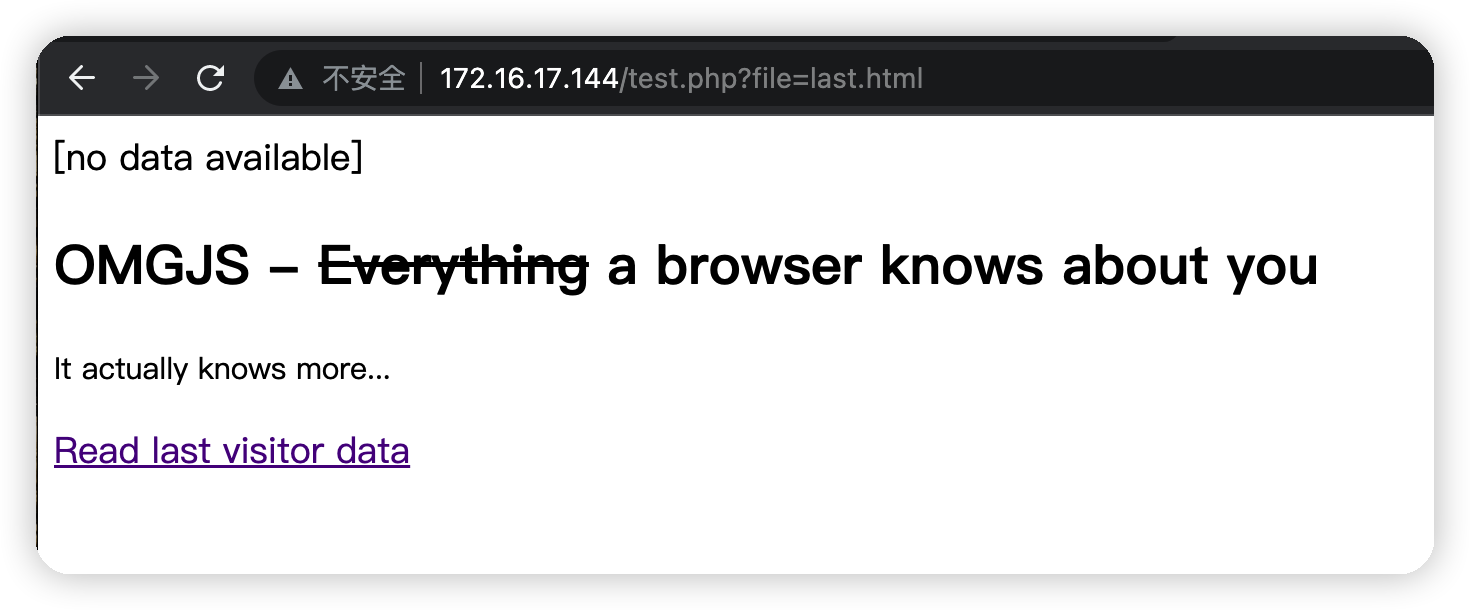 不安全 172.16.17.144/test.php?file=last.html
[no data available]
OMGJS – Everything a browser knows about you
It actually knows more...
Read last visitor data